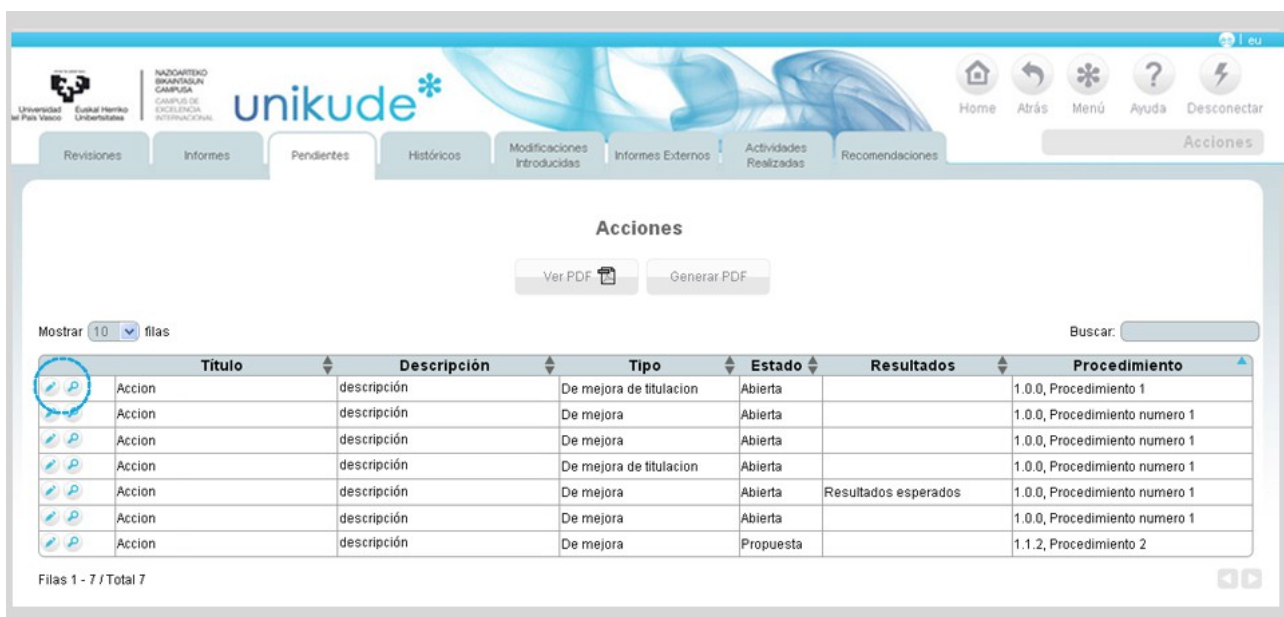 es | eu
Universidad del País Vasco
Euskal Herriko Unibertsitatea
NAZIOARTEKO
BIKAINTASUN
CAMPUSA
CAMPUS DE
EXCELENCIA
INTERNACIONAL
unikude*
Home Atrás Menú Ayuda Desconectar
Acciones
Revisiones Informes Pendientes Históricos Modificaciones Introducidas Informes Externos Actividades Realizadas Recomendaciones
Acciones
Ver PDF Generar PDF
Mostrar 10 filas Buscar:
Título Descripción Tipo Estado Resultados Procedimiento
Accion descripción De mejora de titulacion Abierta 1.0.0, Procedimiento 1
Accion descripción De mejora Abierta 1.0.0, Procedimiento numero 1
Accion descripción De mejora Abierta 1.0.0, Procedimiento numero 1
Accion descripción De mejora de titulacion Abierta 1.0.0, Procedimiento numero 1
Accion descripción De mejora Abierta Resultados esperados 1.0.0, Procedimiento numero 1
Accion descripción De mejora Abierta 1.0.0, Procedimiento numero 1
Accion descripción De mejora Propuesta 1.1.2, Procedimiento 2
Filas 1 - 7 / Total 7